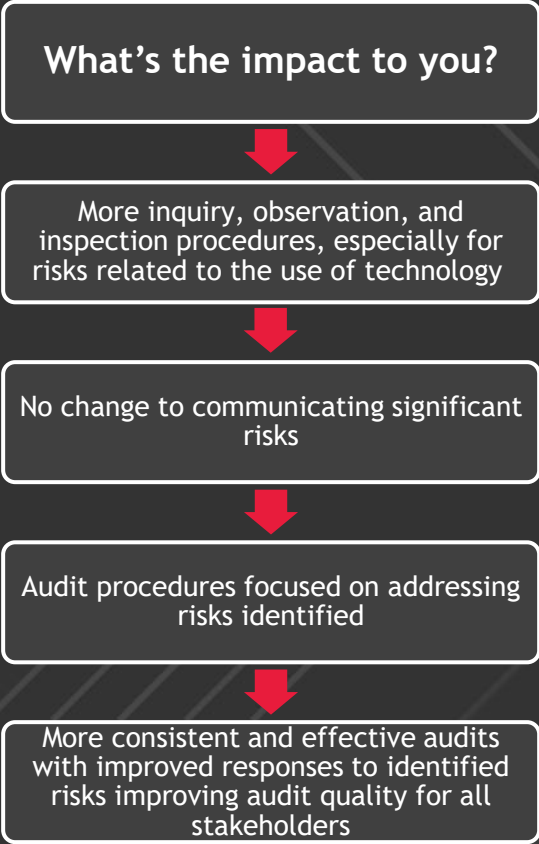 What’s the impact to you?
More inquiry, observation, and
inspection procedures, especially for
risks related to the use of technology
No change to communicating significant
risks
Audit procedures focused on addressing
risks identified
More consistent and effective audits
with improved responses to identified
risks improving audit quality for all
stakeholders